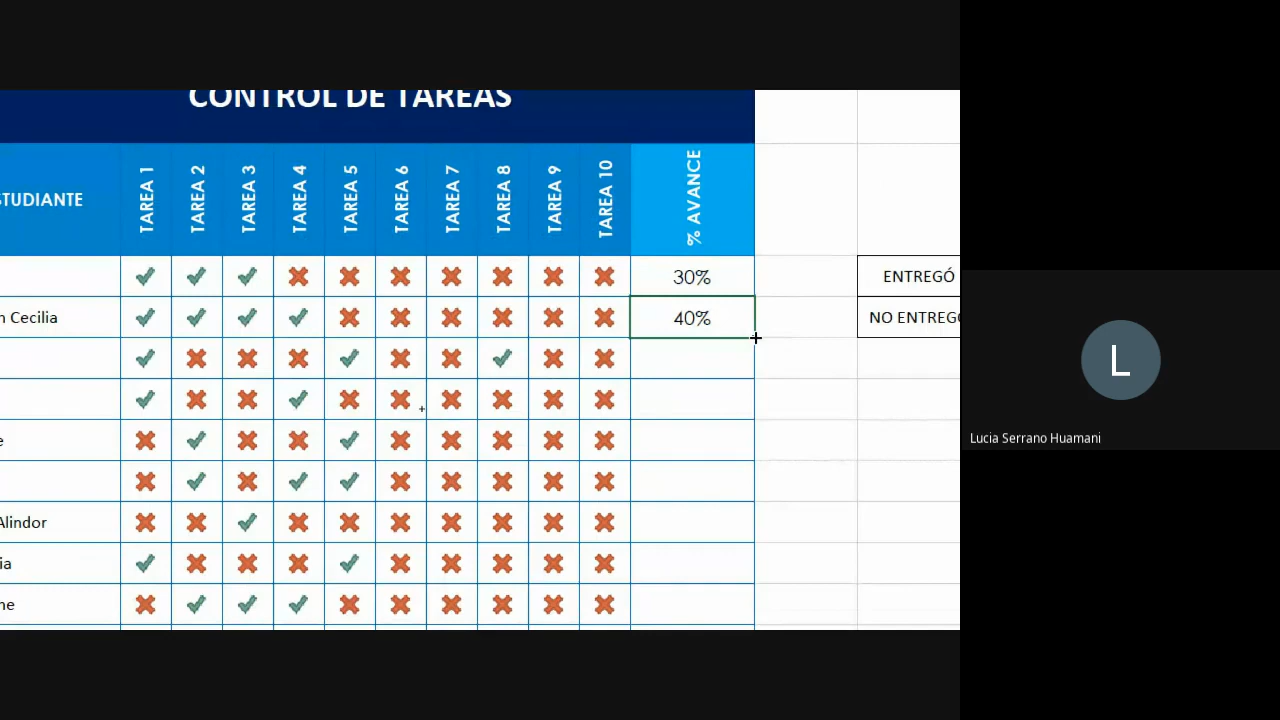 CONTROL DE TAREAS
TAREA 1
TAREA 2
TAREA 3
TAREA 4
TAREA 5
TAREA 6
TAREA 7
TAREA 8
TAREA 9
TAREA 10
% AVANCE
STUDIANTE
30%
ENTREGÓ
n Cecilia
40%
NO ENTREGÓ
e
Alindor
ia
ne
L
Lucia Serrano Huamani